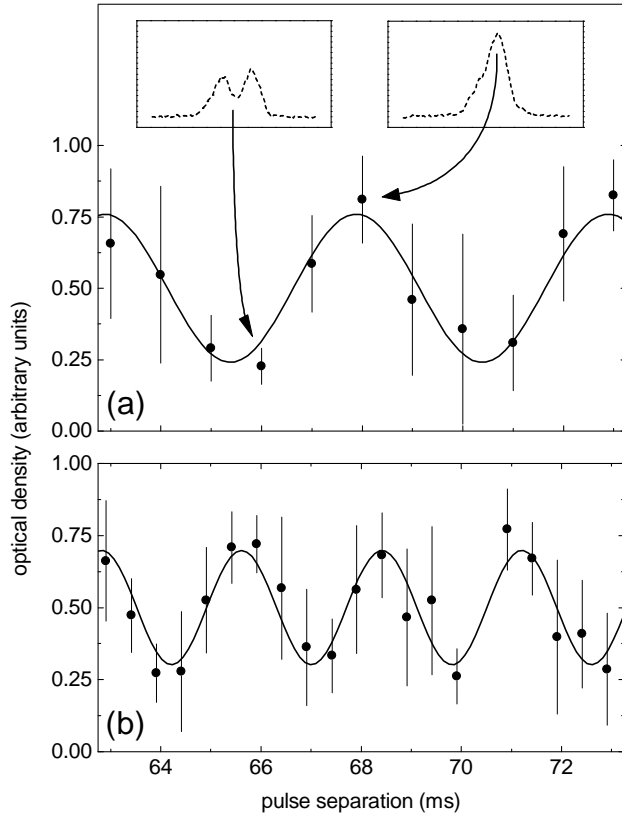 1.00
0.75
0.50
0.25
0.00
(a)
optical density (arbitrary units)
1.00
0.75
0.50
0.25
0.00
(b)
64 66 68 70 72
pulse separation (ms)